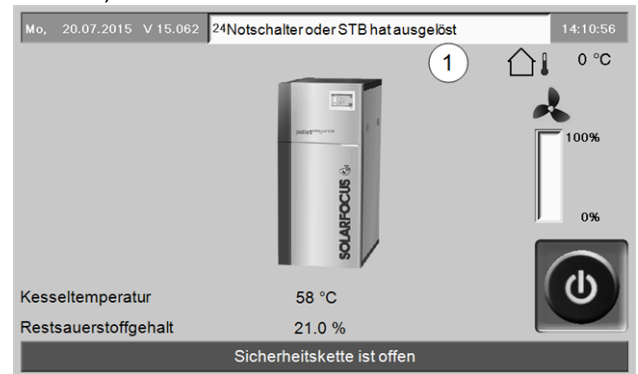 Mo, 20.07.2015 V 15.062 24Notschalter oder STB hat ausgelöst 14:10:56
1
0 °C
100%
0%
SOLARFOCUS
Kesseltemperatur 58 °C
Restsauerstoffgehalt 21.0 %
Sicherheitskette ist offen